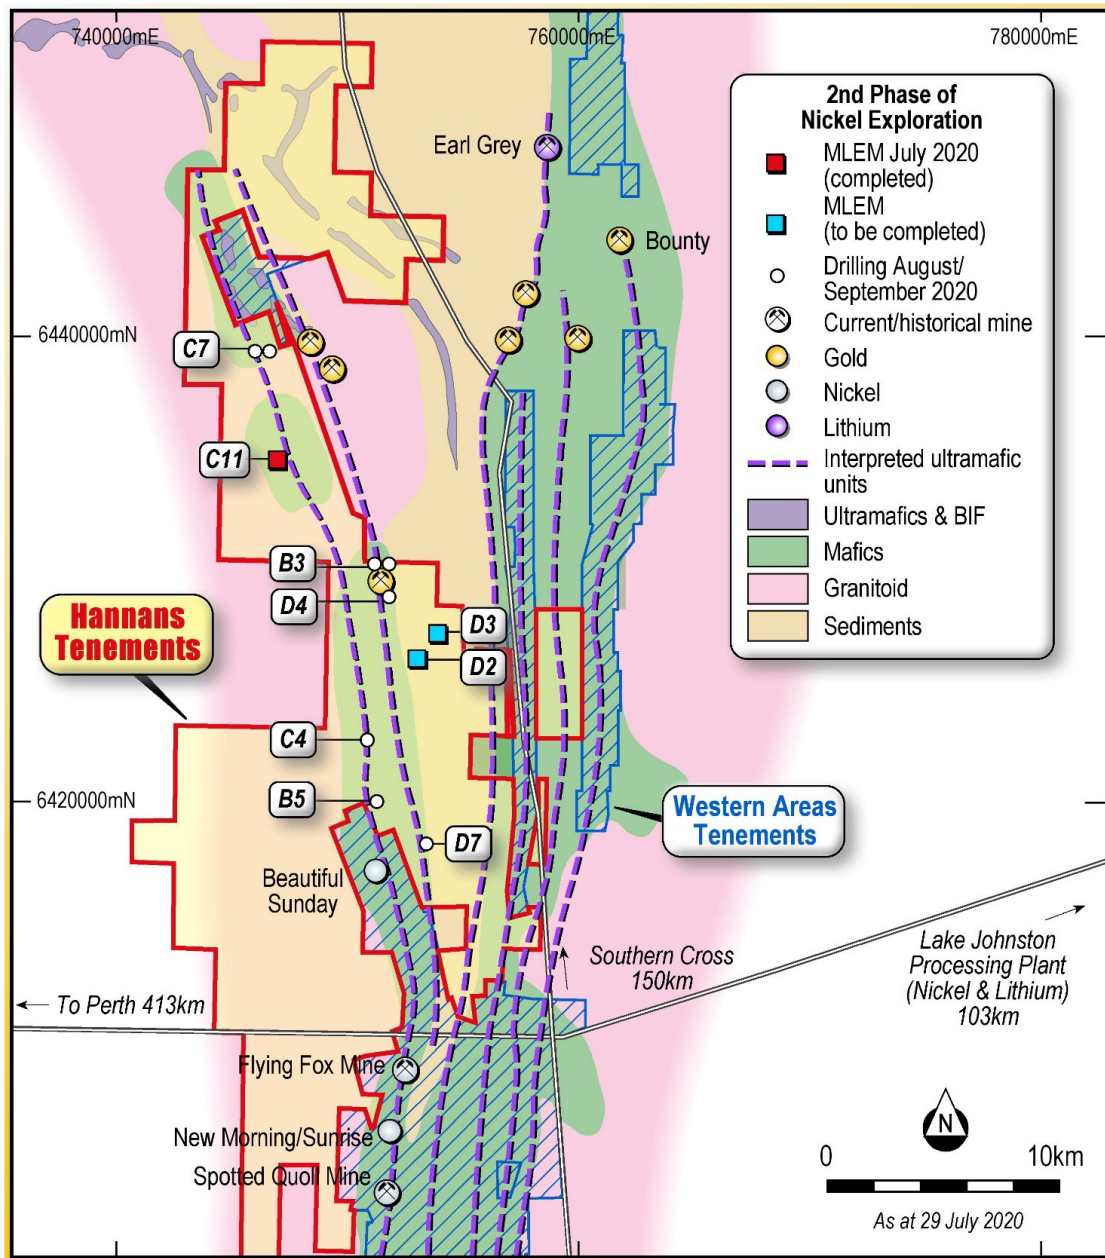 740000mE
760000mE
780000mE
2nd Phase of
Nickel Exploration
MLEM July 2020
(completed)
MLEM
(to be completed)
Drilling August/
September 2020
Current/historical mine
Gold
Nickel
Lithium
Interpreted ultramafic
units
Ultramafics & BIF
Mafics
Granitoid
Sediments
Earl Grey
Bounty
6440000mN
C7
C11
B3
D4
Hannans
Tenements
D3
D2
C4
6420000mN
B5
D7
Western Areas
Tenements
Beautiful
Sunday
Southern Cross
150km
Lake Johnston
Processing Plant
(Nickel & Lithium)
103km
To Perth 413km
Flying Fox Mine
New Morning/Sunrise
Spotted Quoll Mine
N
0
10km
As at 29 July 2020